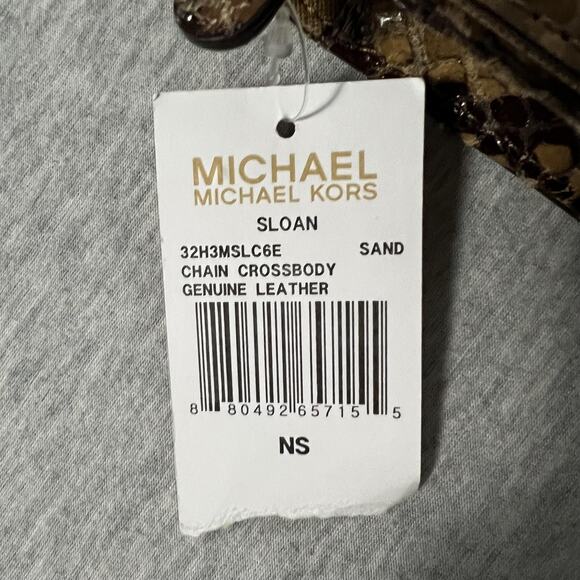 MICHAEL
MICHAEL KORS
SLOAN
32H3MSLC6E SAND
CHAIN CROSSBODY
GENUINE LEATHER
8 80492 65715 5
NS